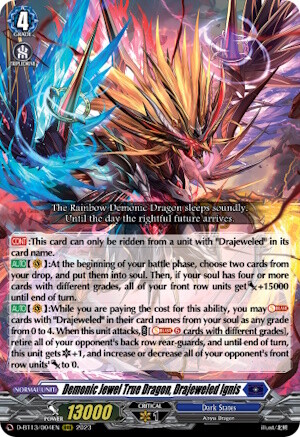 4
GRADE
TRIPLEDRIVE
The Rainbow Demonic Dragon sleeps soundly.
Until the day the rightful future arrives.
CONT :This card can only be ridden from a unit with "Drajeweled" in its
card name.
AUTO :At the beginning of your battle phase, choose two cards from
your drop, and put them into soul. Then, if your soul has four or
more cards with different grades, all of your front row units get +15000
until end of turn.
AUTO :While you are paying the cost for this ability, you may
cards with "Drajeweled" in their card names from your soul as any grade
from 0 to 4. When this unit attacks, 5 cards with different grades],
retire all of your opponent's back row rear-guards, and until end of turn,
this unit gets +1, and increase or decrease all of your opponent's front
row units' to 0.
NORMAL UNIT
Demonic Jewel True Dragon, Drajeweled Ignis
POWER 13000
CRITICAL
1
Dark States
Abyss Dragon
D-BT13/004EN RRR 2023